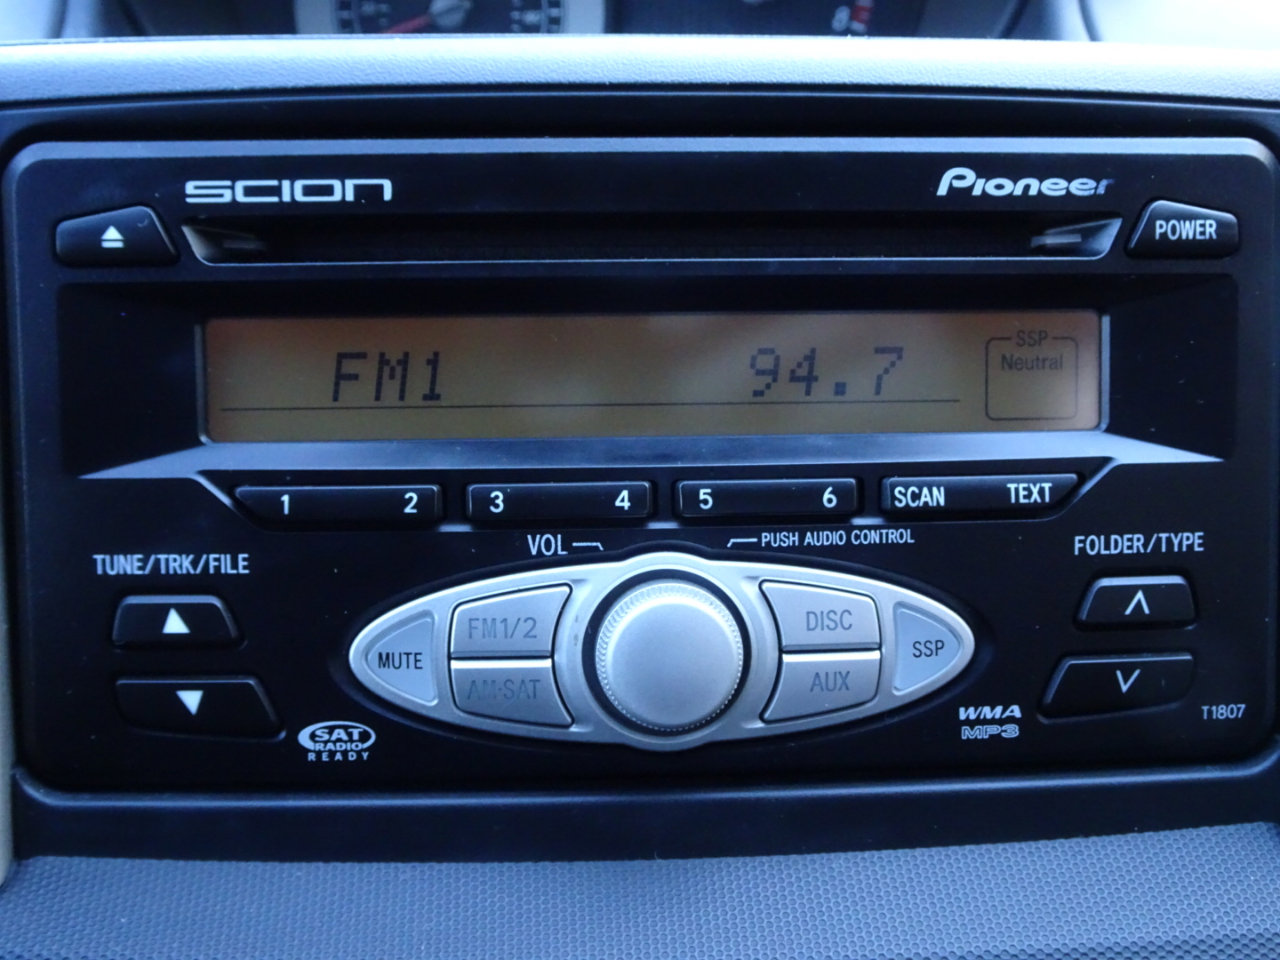 8
SCION Pioneer
POWER
FM1 94.7 SSP
Neutral
1 2 3 4 5 6 SCAN TEXT
VOL PUSH AUDIO CONTROL
TUNE/TRK/FILE FOLDER/TYPE
FM1/2 DISC
MUTE SSP
AM·SAT AUX
T1807
WMA
MP3
SAT
RADIO
READY